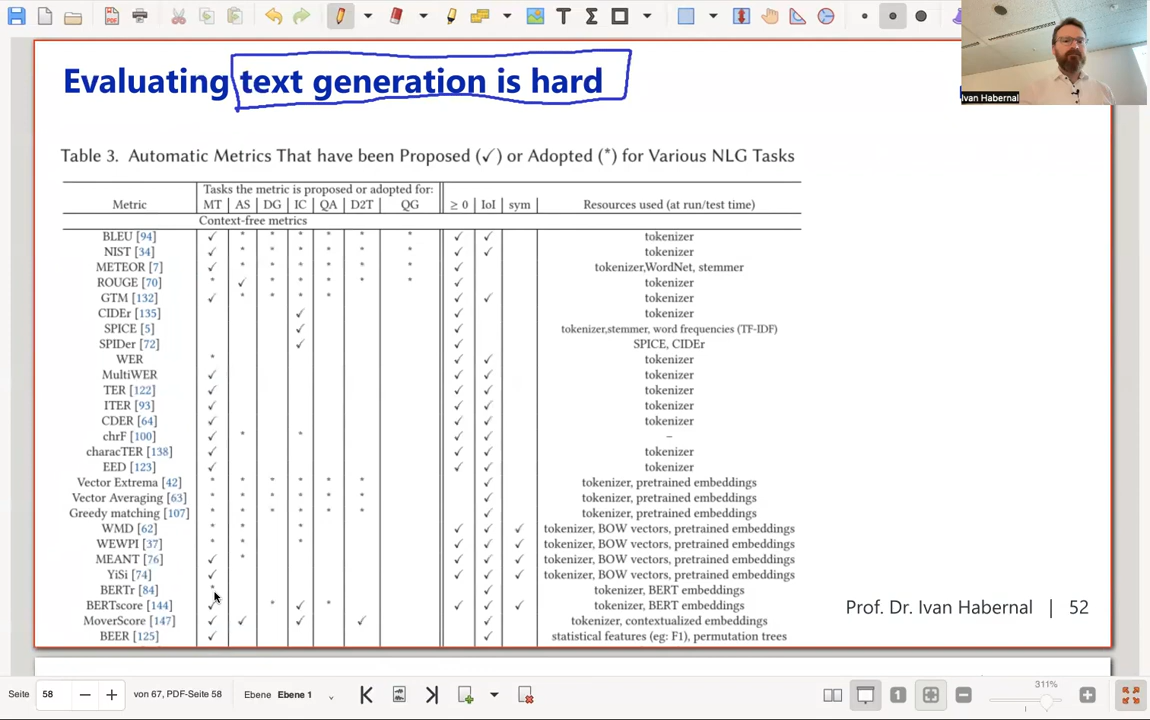 Evaluating text generation is hard
Ivan Habernal
Table 3. Automatic Metrics That have been Proposed (✓) or Adopted (*) for Various NLG Tasks
Metric | Tasks the metric is proposed or adopted for:
MT | AS | DG | IC | QA | D2T | QG | ≥ 0 | IoI | sym | Resources used (at run/test time)
Context-free metrics
BLEU [94] ✓ * * * * * * ✓ ✓ tokenizer
NIST [34] ✓ * * * * * * ✓ ✓ tokenizer
METEOR [7] ✓ * * * * * * ✓ tokenizer,WordNet, stemmer
ROUGE [70] * ✓ * * * * * ✓ tokenizer
GTM [132] ✓ * * * * ✓ ✓ tokenizer
CIDEr [135] ✓ ✓ tokenizer
SPICE [5] ✓ ✓ tokenizer,stemmer, word frequencies (TF-IDF)
SPIDer [72] ✓ ✓ SPICE, CIDEr
WER * ✓ ✓ tokenizer
MultiWER ✓ ✓ ✓ tokenizer
TER [122] ✓ ✓ ✓ tokenizer
ITER [93] ✓ ✓ ✓ tokenizer
CDER [64] ✓ ✓ ✓ tokenizer
chrF [100] ✓ * * ✓ ✓ –
characTER [138] ✓ ✓ ✓ tokenizer
EED [123] ✓ ✓ ✓ tokenizer
Vector Extrema [42] * * * * * * ✓ tokenizer, pretrained embeddings
Vector Averaging [63] * * * * * * ✓ tokenizer, pretrained embeddings
Greedy matching [107] * * * * * * ✓ tokenizer, pretrained embeddings
WMD [62] * * * ✓ ✓ ✓ tokenizer, BOW vectors, pretrained embeddings
WEWPI [37] * * * ✓ ✓ ✓ tokenizer, BOW vectors, pretrained embeddings
MEANT [76] ✓ * ✓ ✓ ✓ tokenizer, BOW vectors, pretrained embeddings
YiSi [74] ✓ ✓ ✓ ✓ tokenizer, BOW vectors, pretrained embeddings
BERTr [84] * ✓ tokenizer, BERT embeddings
BERTscore [144] ✓ * ✓ * ✓ ✓ ✓ tokenizer, BERT embeddings
MoverScore [147] ✓ ✓ ✓ ✓ ✓ tokenizer, contextualized embeddings
BEER [125] ✓ ✓ statistical features (eg: F1), permutation trees
Prof. Dr. Ivan Habernal | 52
Seite 58 von 67, PDF-Seite 58 Ebene Ebene 1 1 311%